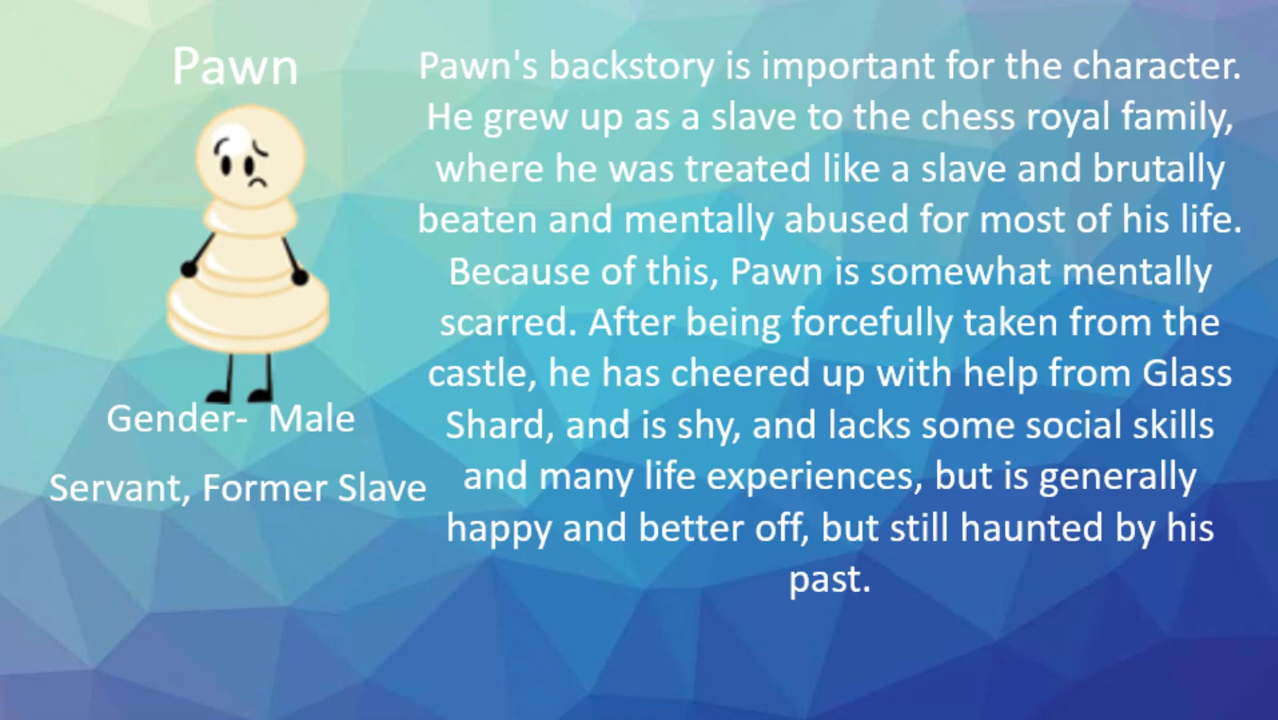 Pawn
Gender-  Male
Servant, Former Slave
Pawn's backstory is important for the character.
He grew up as a slave to the chess royal family,
where he was treated like a slave and brutally
beaten and mentally abused for most of his life.
Because of this, Pawn is somewhat mentally
scarred. After being forcefully taken from the
castle, he has cheered up with help from Glass
Shard, and is shy, and lacks some social skills
and many life experiences, but is generally
happy and better off, but still haunted by his
past.